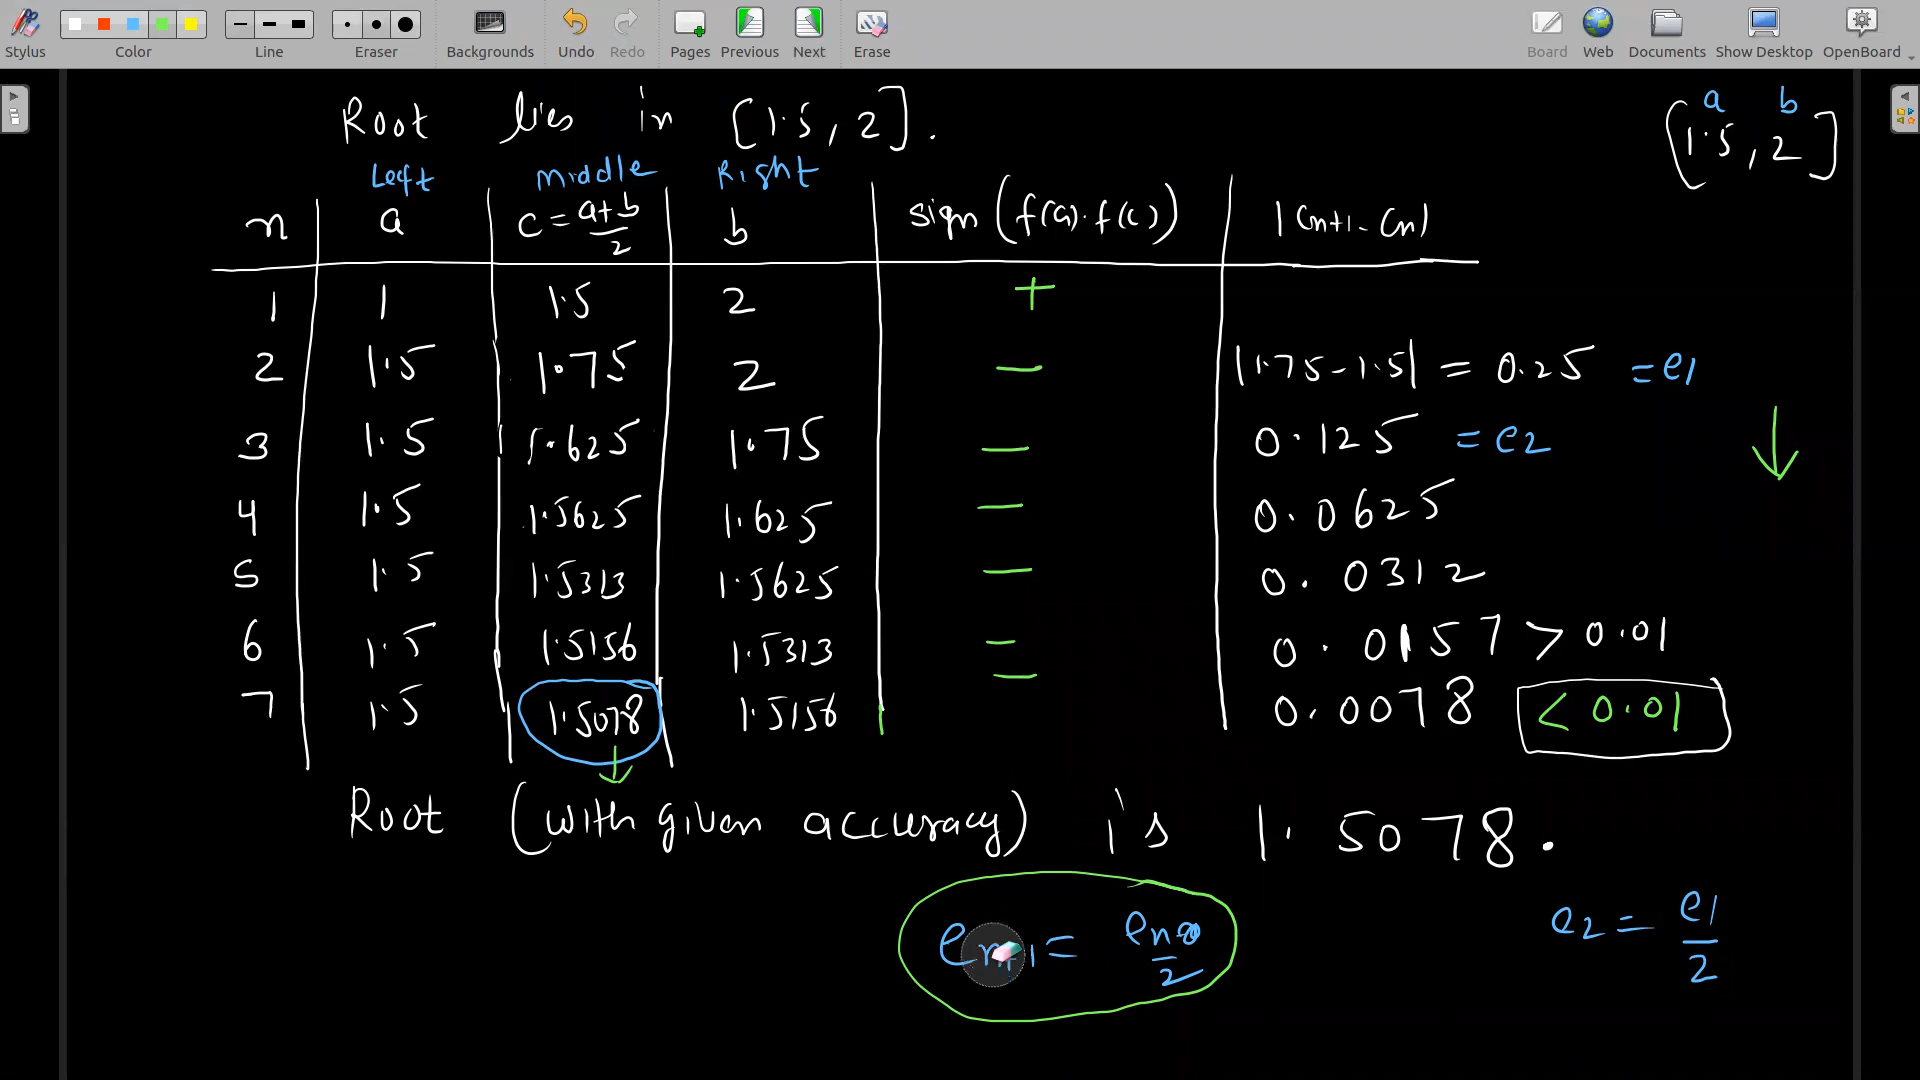 Stylus Color Line Eraser Backgrounds Undo Redo Pages Previous Next Erase Board Web Documents Show Desktop OpenBoard
Root lies in [1.5, 2].
a b
[1.5, 2]
Left Middle Right
n a c = a+b/2 b sign (f(a)·f(c)) |Cn+1 - Cn|
1 1 1.5 2 +
2 1.5 1.75 2 — |1.75 - 1.5| = 0.25 = e1
3 1.5 1.625 1.75 — 0.125 = e2
4 1.5 1.5625 1.625 — 0.0625
5 1.5 1.5313 1.5625 — 0.0312
6 1.5 1.5156 1.5313 — 0.0157 > 0.01
7 1.5 1.5078 1.5156 — 0.0078 < 0.01
Root (with given accuracy) is 1.5078.
e2 = e1/2